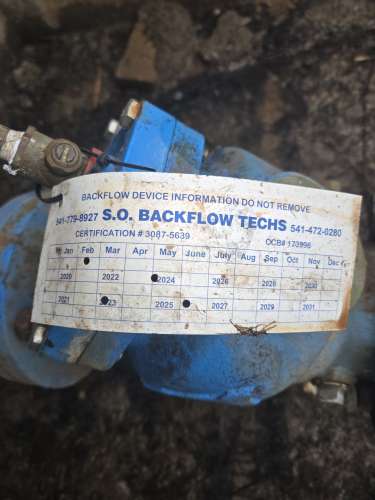 BACKFLOW DEVICE INFORMATION DO NOT REMOVE
541-779-8927 S.O. BACKFLOW TECHS 541-472-0280
CERTIFICATION # 3087-5639 OCB# 173996
Jan Feb Mar Apr May June July Aug Sep Oct Nov Dec
2020 2022 2024 2026 2028 2030
2021 2023 2025 2027 2029 2031